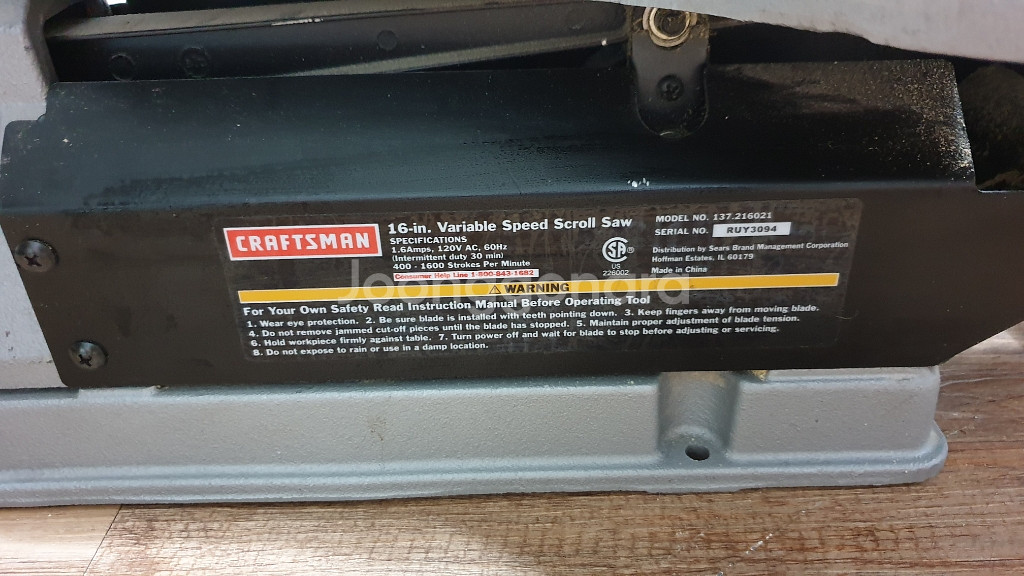 CRAFTSMAN
16-in. Variable Speed Scroll Saw
SPECIFICATIONS
1.6Amps, 120V AC, 60Hz
(Intermittent duty 30 min)
400 - 1600 Strokes Per Minute
Consumer Help Line 1-800-843-1682
SA
US
226002
MODEL NO. 137.216021
SERIAL NO. RUY3094
Distribution by Sears Brand Management Corporation
Hoffman Estates, IL 60179
Made in China
WARNING
Joonggonara
For Your Own Safety Read Instruction Manual Before Operating Tool
1. Wear eye protection. 2. Be sure blade is installed with teeth pointing down. 3. Keep fingers away from moving blade.
4. Do not remove jammed cut-off pieces until the blade has stopped. 5. Maintain proper adjustment of blade tension.
6. Hold workpiece firmly against table. 7. Turn power off and wait for blade to stop before adjusting or servicing.
8. Do not expose to rain or use in a damp location.